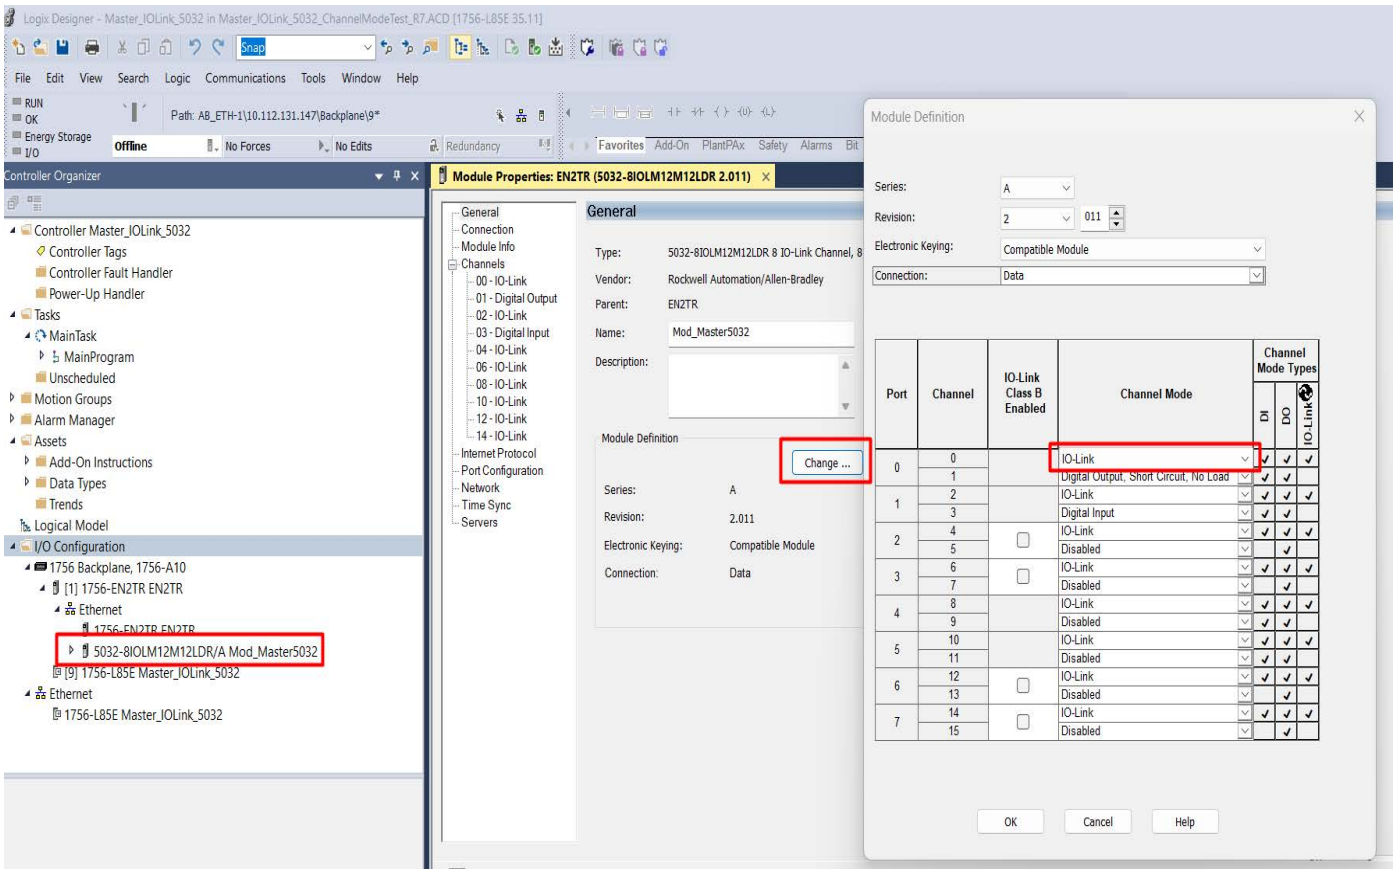 Logix Designer - Master_IOLink_5032 in Master_IOLink_5032_ChannelModeTest_R7.ACD [1756-L85E 35.11]
Snap
File Edit View Search Logic Communications Tools Window Help
RUN
OK
Energy Storage
I/O
Path: AB_ETH-1\10.112.131.147\Backplane\9*
Offline
No Forces
No Edits
Redundancy
Favorites Add-On PlantPAx Safety Alarms Bit
Controller Organizer
Controller Master_IOLink_5032
Controller Tags
Controller Fault Handler
Power-Up Handler
Tasks
MainTask
MainProgram
Unscheduled
Motion Groups
Alarm Manager
Assets
Add-On Instructions
Data Types
Trends
Logical Model
I/O Configuration
1756 Backplane, 1756-A10
[1] 1756-EN2TR EN2TR
Ethernet
1756-EN2TR EN2TR
5032-8IOLM12M12LDR/A Mod_Master5032
[9] 1756-L85E Master_IOLink_5032
Ethernet
1756-L85E Master_IOLink_5032
Module Properties: EN2TR (5032-8IOLM12M12LDR 2.011) ×
General
Connection
Module Info
Channels
00 - IO-Link
01 - Digital Output
02 - IO-Link
03 - Digital Input
04 - IO-Link
06 - IO-Link
08 - IO-Link
10 - IO-Link
12 - IO-Link
14 - IO-Link
Internet Protocol
Port Configuration
Network
Time Sync
Servers
General
Type: 5032-8IOLM12M12LDR 8 IO-Link Channel, 8
Vendor: Rockwell Automation/Allen-Bradley
Parent: EN2TR
Name: Mod_Master5032
Description:
Module Definition
Change ...
Series: A
Revision: 2.011
Electronic Keying: Compatible Module
Connection: Data
Module Definition
Series: A
Revision: 2 011
Electronic Keying: Compatible Module
Connection: Data
Port Channel IO-Link Class B Enabled Channel Mode Channel Mode Types
DI DO IO-Link
0 0 IO-Link
1 Digital Output, Short Circuit, No Load
1 2 IO-Link
3 Digital Input
2 4 IO-Link
5 Disabled
3 6 IO-Link
7 Disabled
4 8 IO-Link
9 Disabled
5 10 IO-Link
11 Disabled
6 12 IO-Link
13 Disabled
7 14 IO-Link
15 Disabled
OK Cancel Help